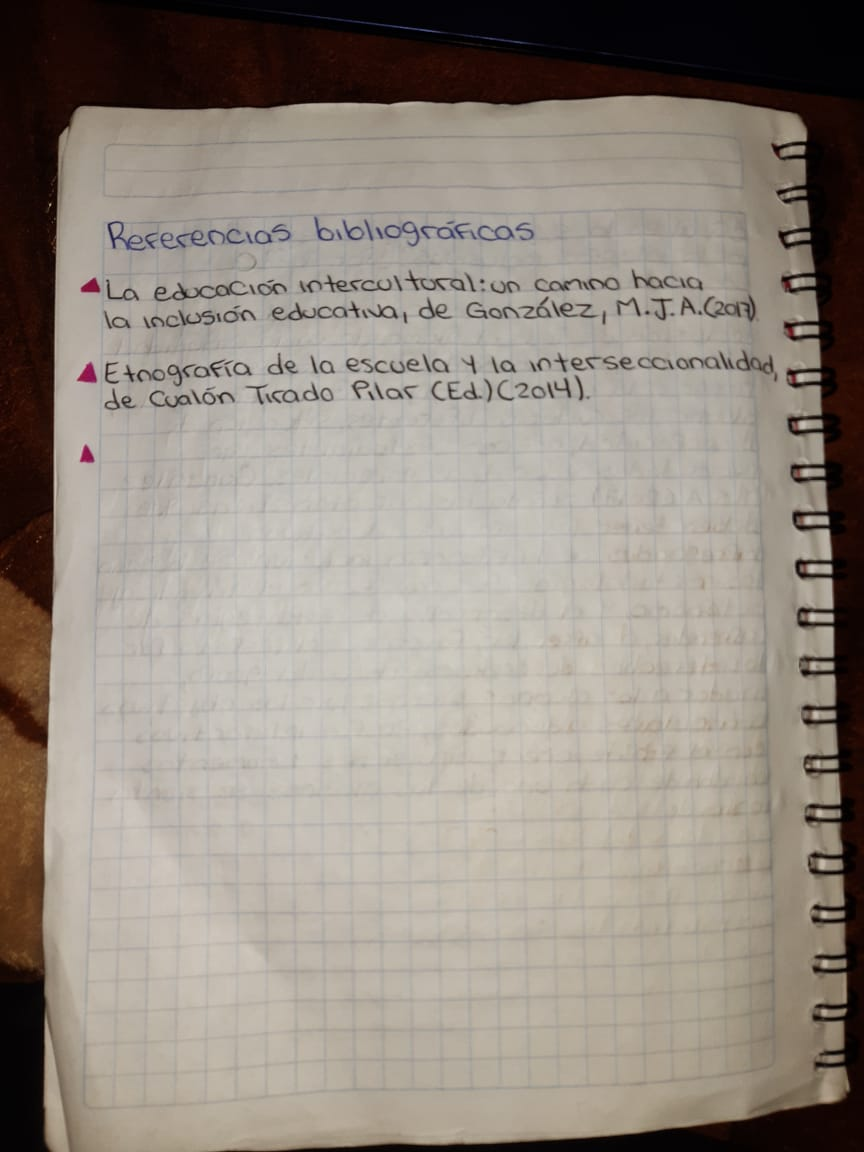 Referencias bibliográficas
La educación intercultural: un camino hacia
la inclusión educativa, de González, M.J.A.(2017)
Etnografía de la escuela y la interseccionalidad,
de Cualón Tirado Pilar (Ed.)(2014).